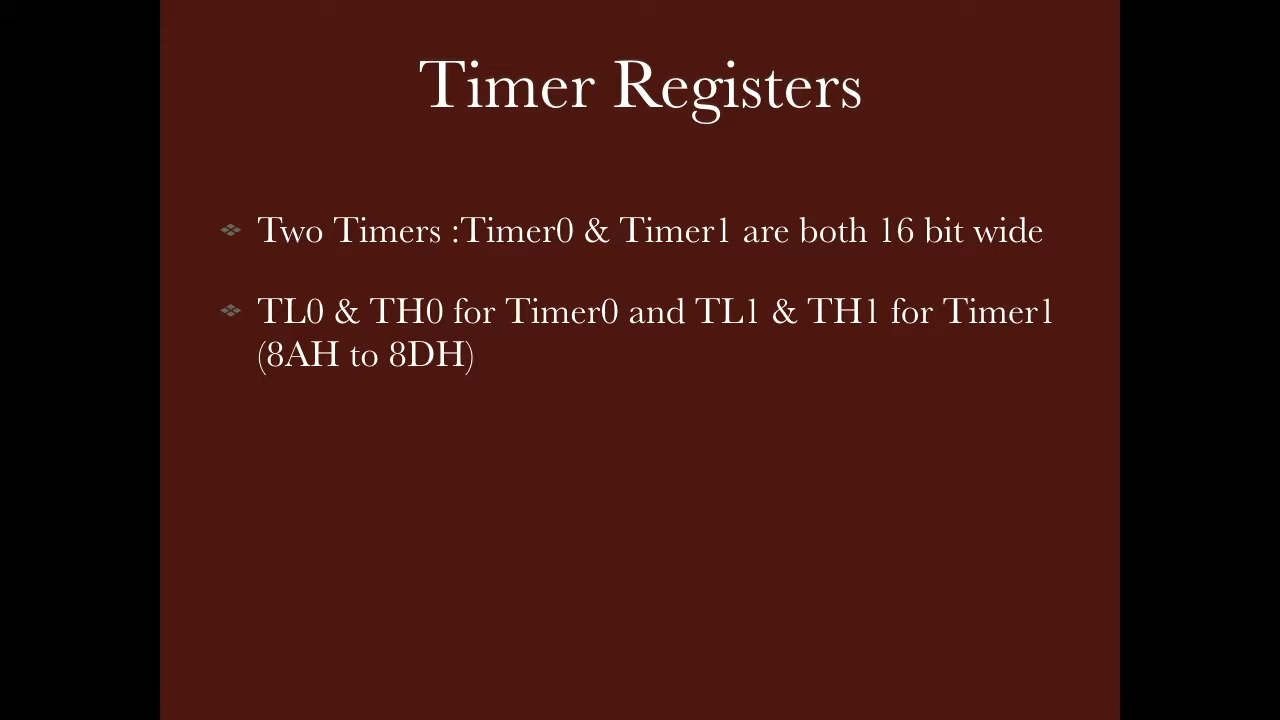 Timer Registers
Two Timers :Timer0 & Timer1 are both 16 bit wide
TL0 & TH0 for Timer0 and TL1 & TH1 for Timer1
(8AH to 8DH)